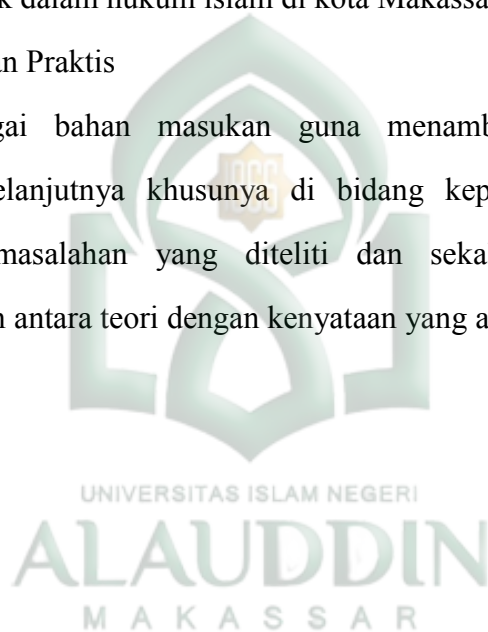 dalam hukum islam di kota Makassa
an Praktis
gai bahan masukan guna menamb
elanjutnya khusunya di bidang kep
masalahan yang diteliti dan seka
antara teori dengan kenyataan yang a
UNIVERSITAS ISLAM NEGERI
ALAUDDIN
MAKASSAR